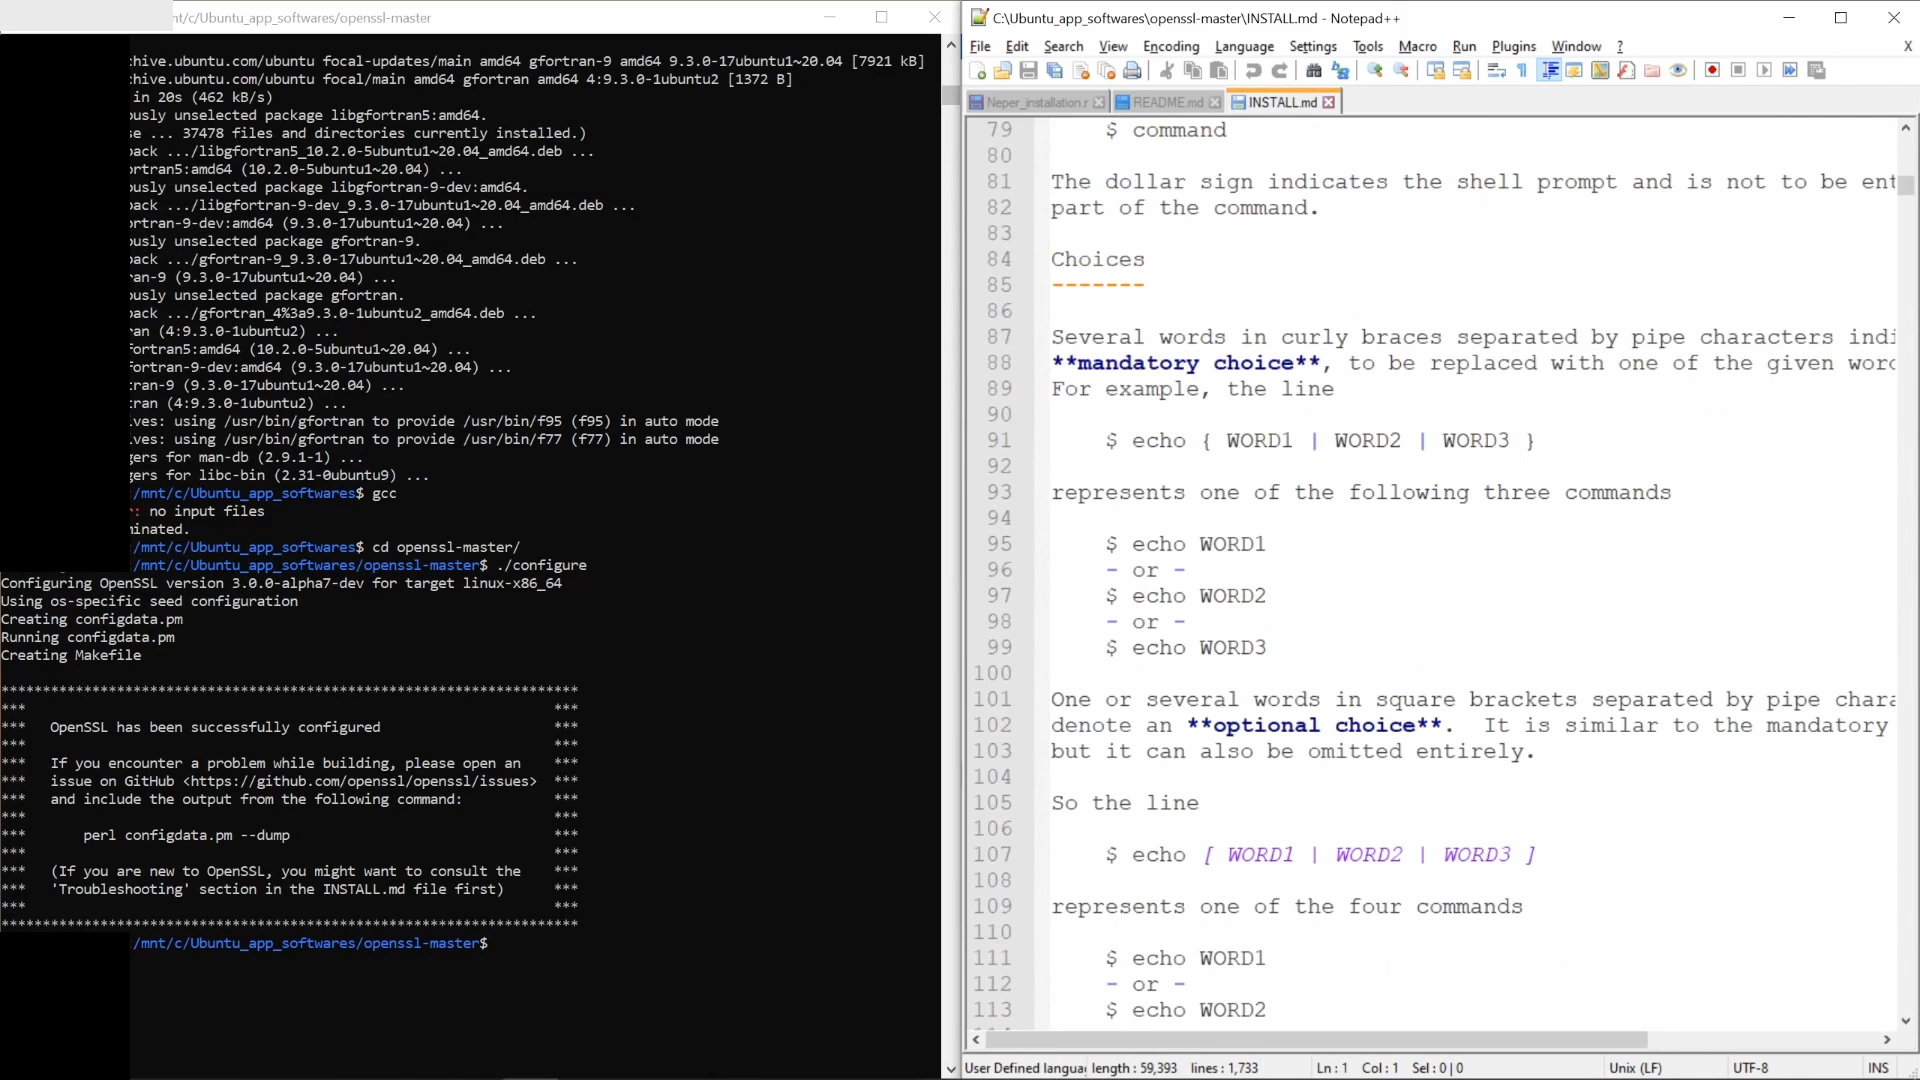 nt/c/Ubuntu_app_softwares/openssl-master
hive.ubuntu.com/ubuntu focal-updates/main amd64 gfortran-9 amd64 9.3.0-17ubuntu1~20.04 [7921 kB]
hive.ubuntu.com/ubuntu focal/main amd64 gfortran amd64 4:9.3.0-1ubuntu2 [1372 B]
in 20s (462 kB/s)
usly unselected package libgfortran5:amd64.
se ... 37478 files and directories currently installed.)
pack .../libgfortran5_10.2.0-5ubuntu1~20.04_amd64.deb ...
ortran5:amd64 (10.2.0-5ubuntu1~20.04) ...
usly unselected package libgfortran-9-dev:amd64.
pack .../libgfortran-9-dev_9.3.0-17ubuntu1~20.04_amd64.deb ...
ortran-9-dev:amd64 (9.3.0-17ubuntu1~20.04) ...
usly unselected package gfortran-9.
pack .../gfortran-9_9.3.0-17ubuntu1~20.04_amd64.deb ...
ran-9 (9.3.0-17ubuntu1~20.04) ...
usly unselected package gfortran.
pack .../gfortran_4%3a9.3.0-1ubuntu2_amd64.deb ...
ran (4:9.3.0-1ubuntu2) ...
fortran5:amd64 (10.2.0-5ubuntu1~20.04) ...
fortran-9-dev:amd64 (9.3.0-17ubuntu1~20.04) ...
ran-9 (9.3.0-17ubuntu1~20.04) ...
ran (4:9.3.0-1ubuntu2) ...
ves: using /usr/bin/gfortran to provide /usr/bin/f95 (f95) in auto mode
ves: using /usr/bin/gfortran to provide /usr/bin/f77 (f77) in auto mode
gers for man-db (2.9.1-1) ...
gers for libc-bin (2.31-0ubuntu9) ...
/mnt/c/Ubuntu_app_softwares$ gcc
: no input files
inated.
/mnt/c/Ubuntu_app_softwares$ cd openssl-master/
/mnt/c/Ubuntu_app_softwares/openssl-master$ ./configure
Configuring OpenSSL version 3.0.0-alpha7-dev for target linux-x86_64
Using os-specific seed configuration
Creating configdata.pm
Running configdata.pm
Creating Makefile
**********************************************************************
*** ***
*** OpenSSL has been successfully configured ***
*** ***
*** If you encounter a problem while building, please open an ***
*** issue on GitHub <https://github.com/openssl/openssl/issues> ***
*** and include the output from the following command: ***
*** ***
*** perl configdata.pm --dump ***
*** ***
*** (If you are new to OpenSSL, you might want to consult the ***
*** 'Troubleshooting' section in the INSTALL.md file first) ***
*** ***
**********************************************************************
/mnt/c/Ubuntu_app_softwares/openssl-master$
C:\Ubuntu_app_softwares\openssl-master\INSTALL.md - Notepad++
File Edit Search View Encoding Language Settings Tools Macro Run Plugins Window ? X
Neper_installation.r README.md INSTALL.md
79 $ command
80
81 The dollar sign indicates the shell prompt and is not to be ent
82 part of the command.
83
84 Choices
85 -------
86
87 Several words in curly braces separated by pipe characters indi
88 **mandatory choice**, to be replaced with one of the given word
89 For example, the line
90
91 $ echo { WORD1 | WORD2 | WORD3 }
92
93 represents one of the following three commands
94
95 $ echo WORD1
96 - or -
97 $ echo WORD2
98 - or -
99 $ echo WORD3
100
101 One or several words in square brackets separated by pipe chara
102 denote an **optional choice**. It is similar to the mandatory
103 but it can also be omitted entirely.
104
105 So the line
106
107 $ echo [ WORD1 | WORD2 | WORD3 ]
108
109 represents one of the four commands
110
111 $ echo WORD1
112 - or -
113 $ echo WORD2
User Defined langua length : 59,393 lines : 1,733 Ln : 1 Col : 1 Sel : 0 | 0 Unix (LF) UTF-8 INS